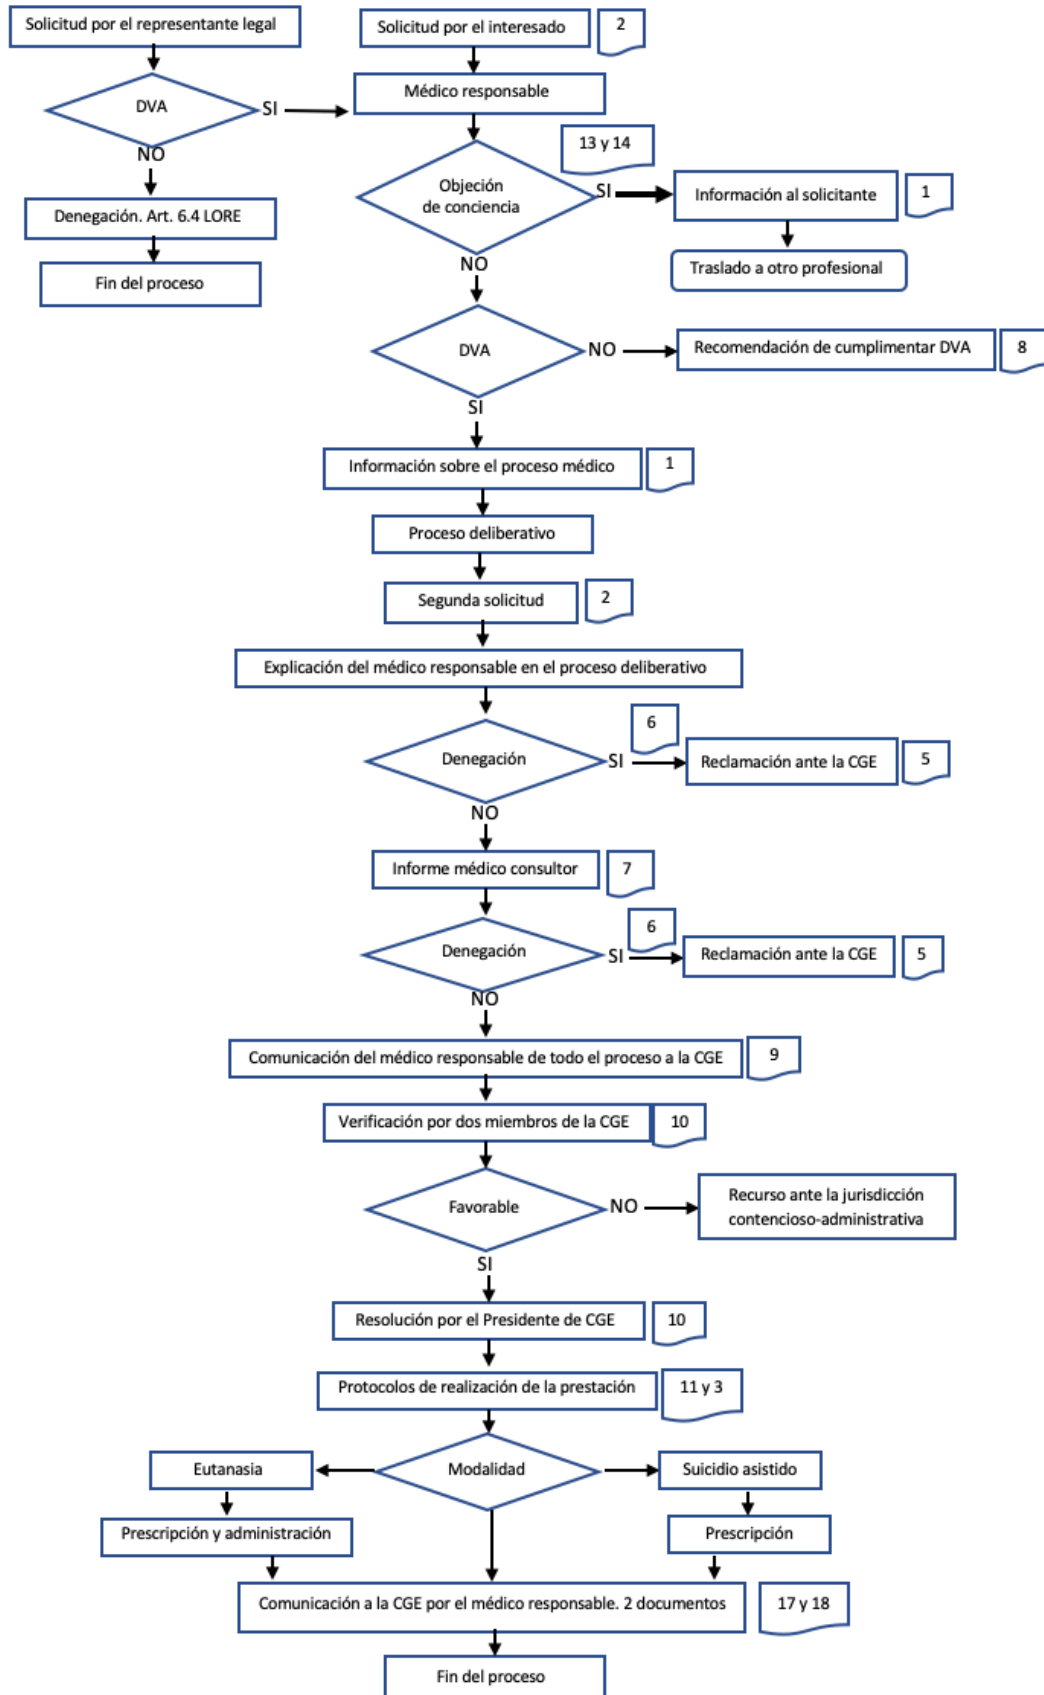 Solicitud por el representante legal
Solicitud por el interesado
2
DVA
SI
Médico responsable
NO
13 y 14
Objeción
de conciencia
SI
Información al solicitante
1
Denegación. Art. 6.4 LORE
Traslado a otro profesional
Fin del proceso
NO
DVA
NO
Recomendación de cumplimentar DVA
8
SI
Información sobre el proceso médico
1
Proceso deliberativo
Segunda solicitud
2
Explicación del médico responsable en el proceso deliberativo
6
Denegación
SI
Reclamación ante la CGE
5
NO
Informe médico consultor
7
6
Denegación
SI
Reclamación ante la CGE
5
NO
Comunicación del médico responsable de todo el proceso a la CGE
9
Verificación por dos miembros de la CGE
10
Favorable
NO
Recurso ante la jurisdicción
contencioso-administrativa
SI
Resolución por el Presidente de CGE
10
Protocolos de realización de la prestación
11 y 3
Eutanasia
Modalidad
Suicidio asistido
Prescripción y administración
Prescripción
Comunicación a la CGE por el médico responsable. 2 documentos
17 y 18
Fin del proceso